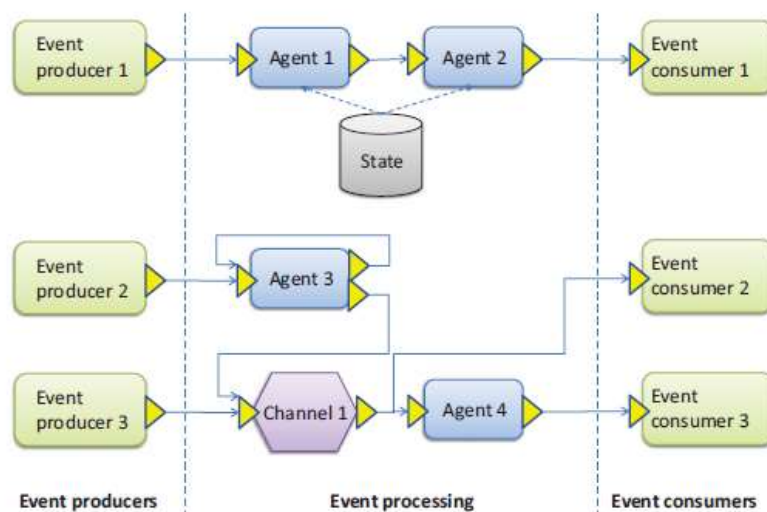 Event
producer 1
Agent 1
Agent 2
Event
consumer 1
State
Event
producer 2
Agent 3
Event
consumer 2
Event
producer 3
Channel 1
Agent 4
Event
consumer 3
Event producers
Event processing
Event consumers